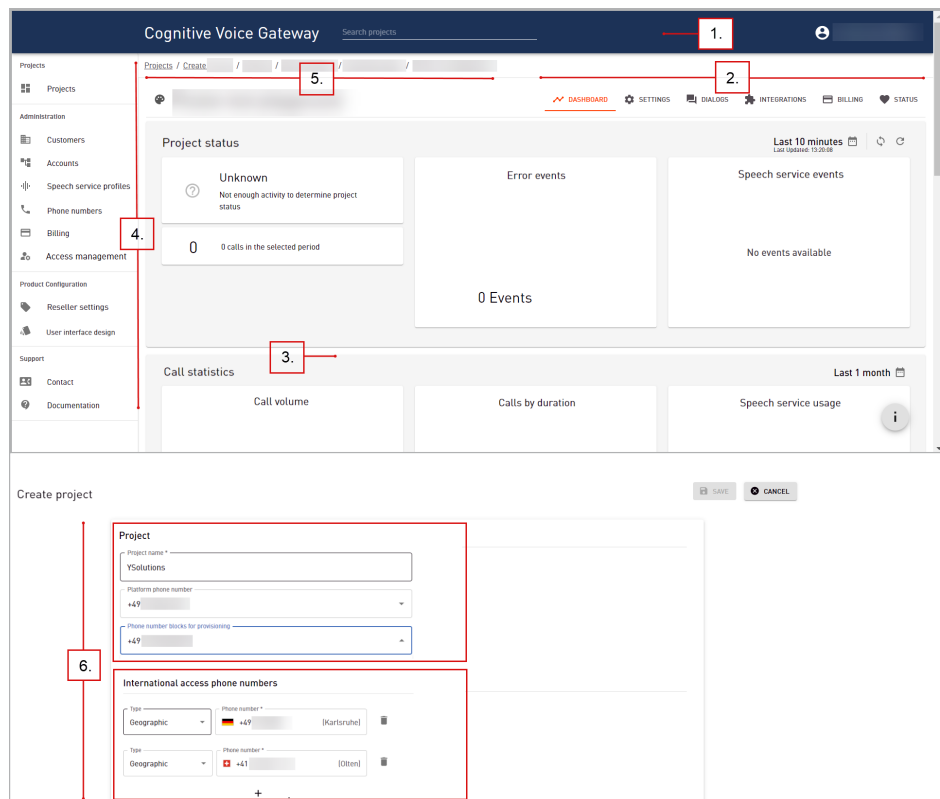 Cognitive Voice Gateway
Search projects
1.
Projects
Projects
Administration
Customers
Accounts
Speech service profiles
Phone numbers
Billing
Access management
Product Configuration
Reseller settings
User interface design
Support
Contact
Documentation
4.
Projects / Create / / / /
5.
2.
DASHBOARD SETTINGS DIALOGS INTEGRATIONS BILLING STATUS
Project status
Last 10 minutes
Last Updated: 13:20:08
Unknown
Not enough activity to determine project
status
0 0 calls in the selected period
Error events
0 Events
Speech service events
No events available
3.
Call statistics
Last 1 month
Call volume
Calls by duration
Speech service usage
i
Create project
SAVE CANCEL
6.
Project
Project name *
YSolutions
Platform phone number
+49
Phone number blocks for provisioning
+49
International access phone numbers
Type Phone number *
Geographic +49 (Karlsruhe)
Type Phone number *
Geographic +41 (Olten)
+